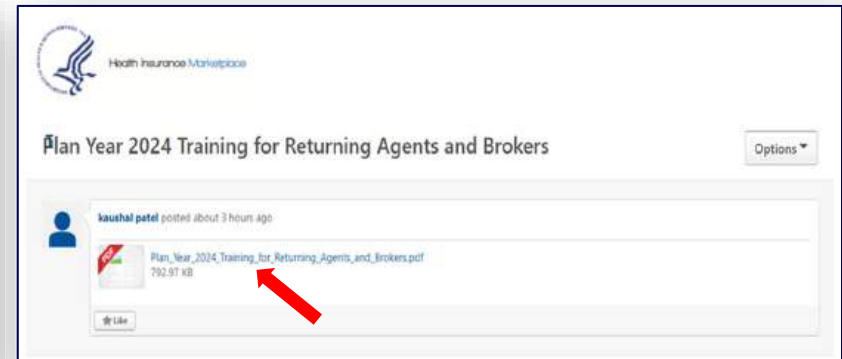 Health Insurance Marketplace
Plan Year 2024 Training for Returning Agents and Brokers
Options
kaushal patel posted about 3 hours ago
PDF
Plan_Year_2024_Training_for_Returning_Agents_and_Brokers.pdf
792.97 KB
Like